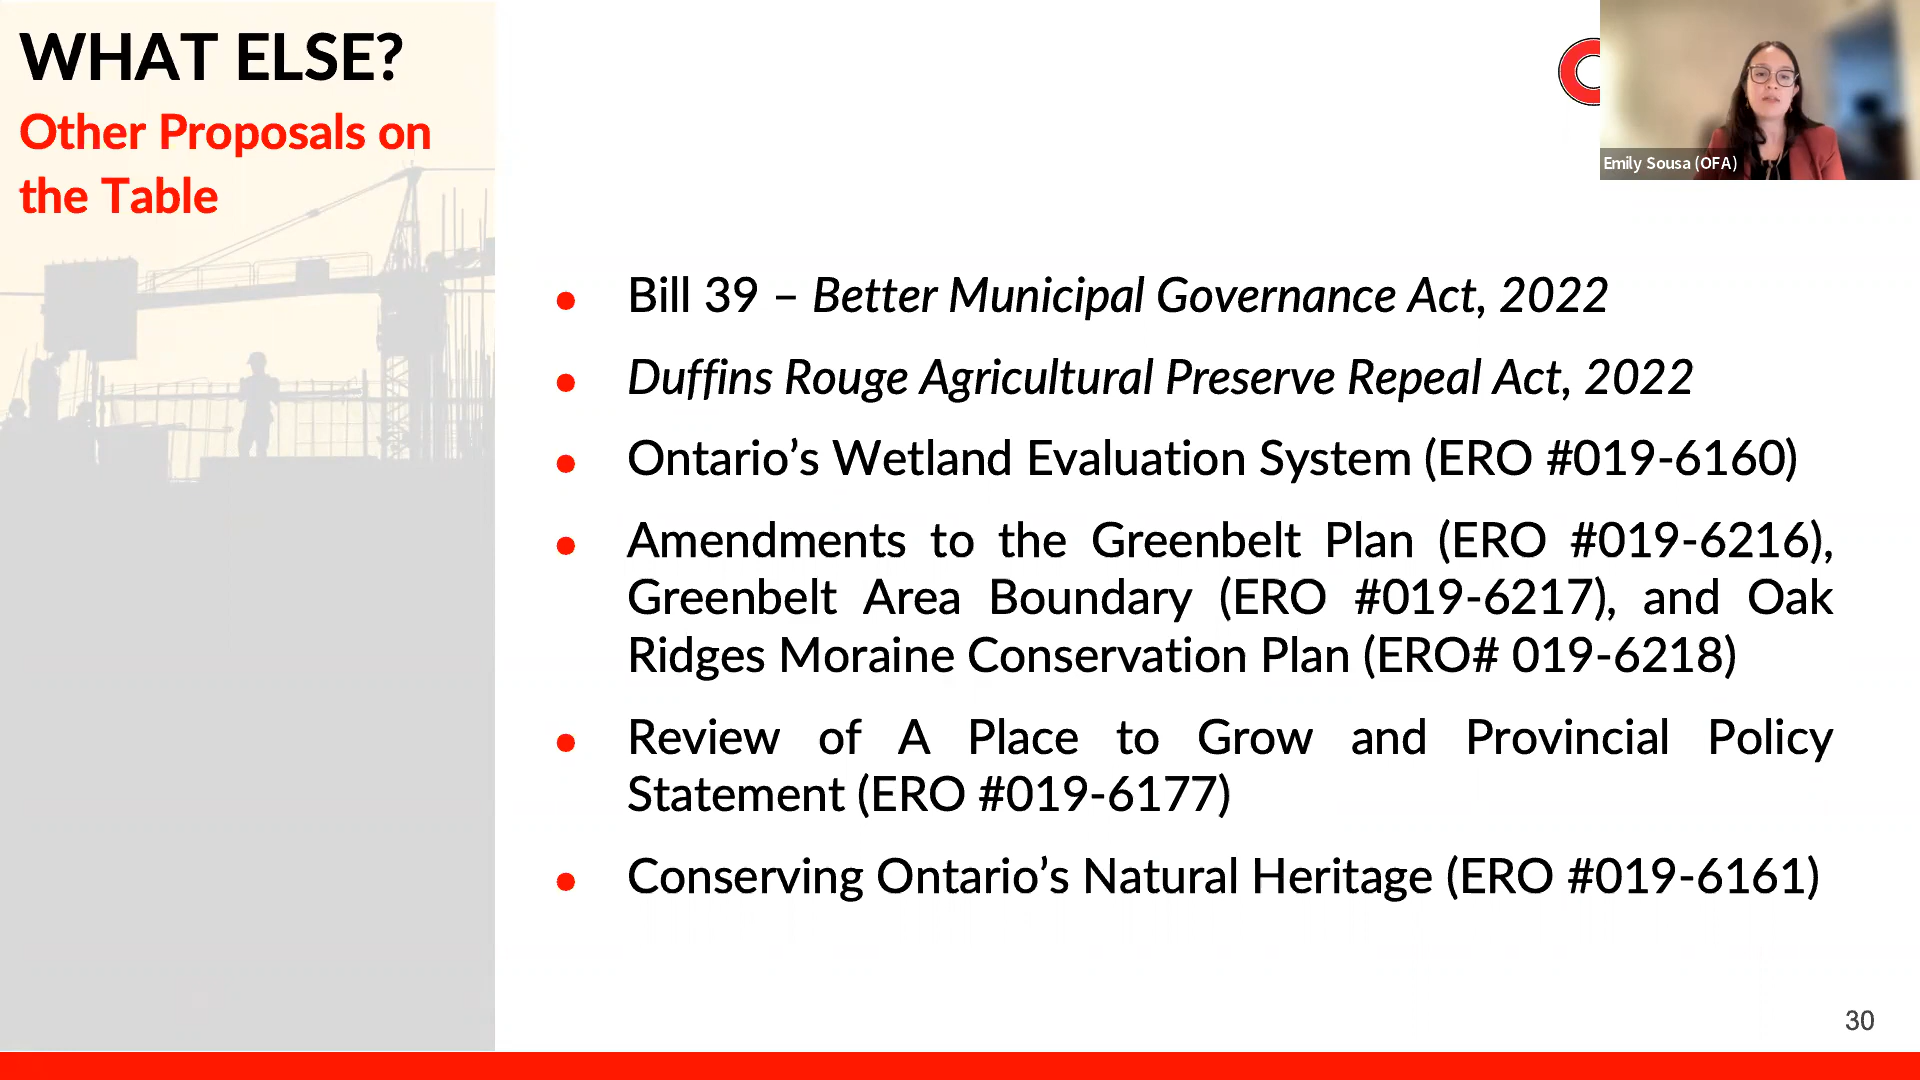 WHAT ELSE?
Other Proposals on
the Table
Emily Sousa (OFA)
• Bill 39 – Better Municipal Governance Act, 2022
• Duffins Rouge Agricultural Preserve Repeal Act, 2022
• Ontario’s Wetland Evaluation System (ERO #019-6160)
• Amendments to the Greenbelt Plan (ERO #019-6216),
Greenbelt Area Boundary (ERO #019-6217), and Oak
Ridges Moraine Conservation Plan (ERO# 019-6218)
• Review of A Place to Grow and Provincial Policy
Statement (ERO #019-6177)
• Conserving Ontario’s Natural Heritage (ERO #019-6161)
30